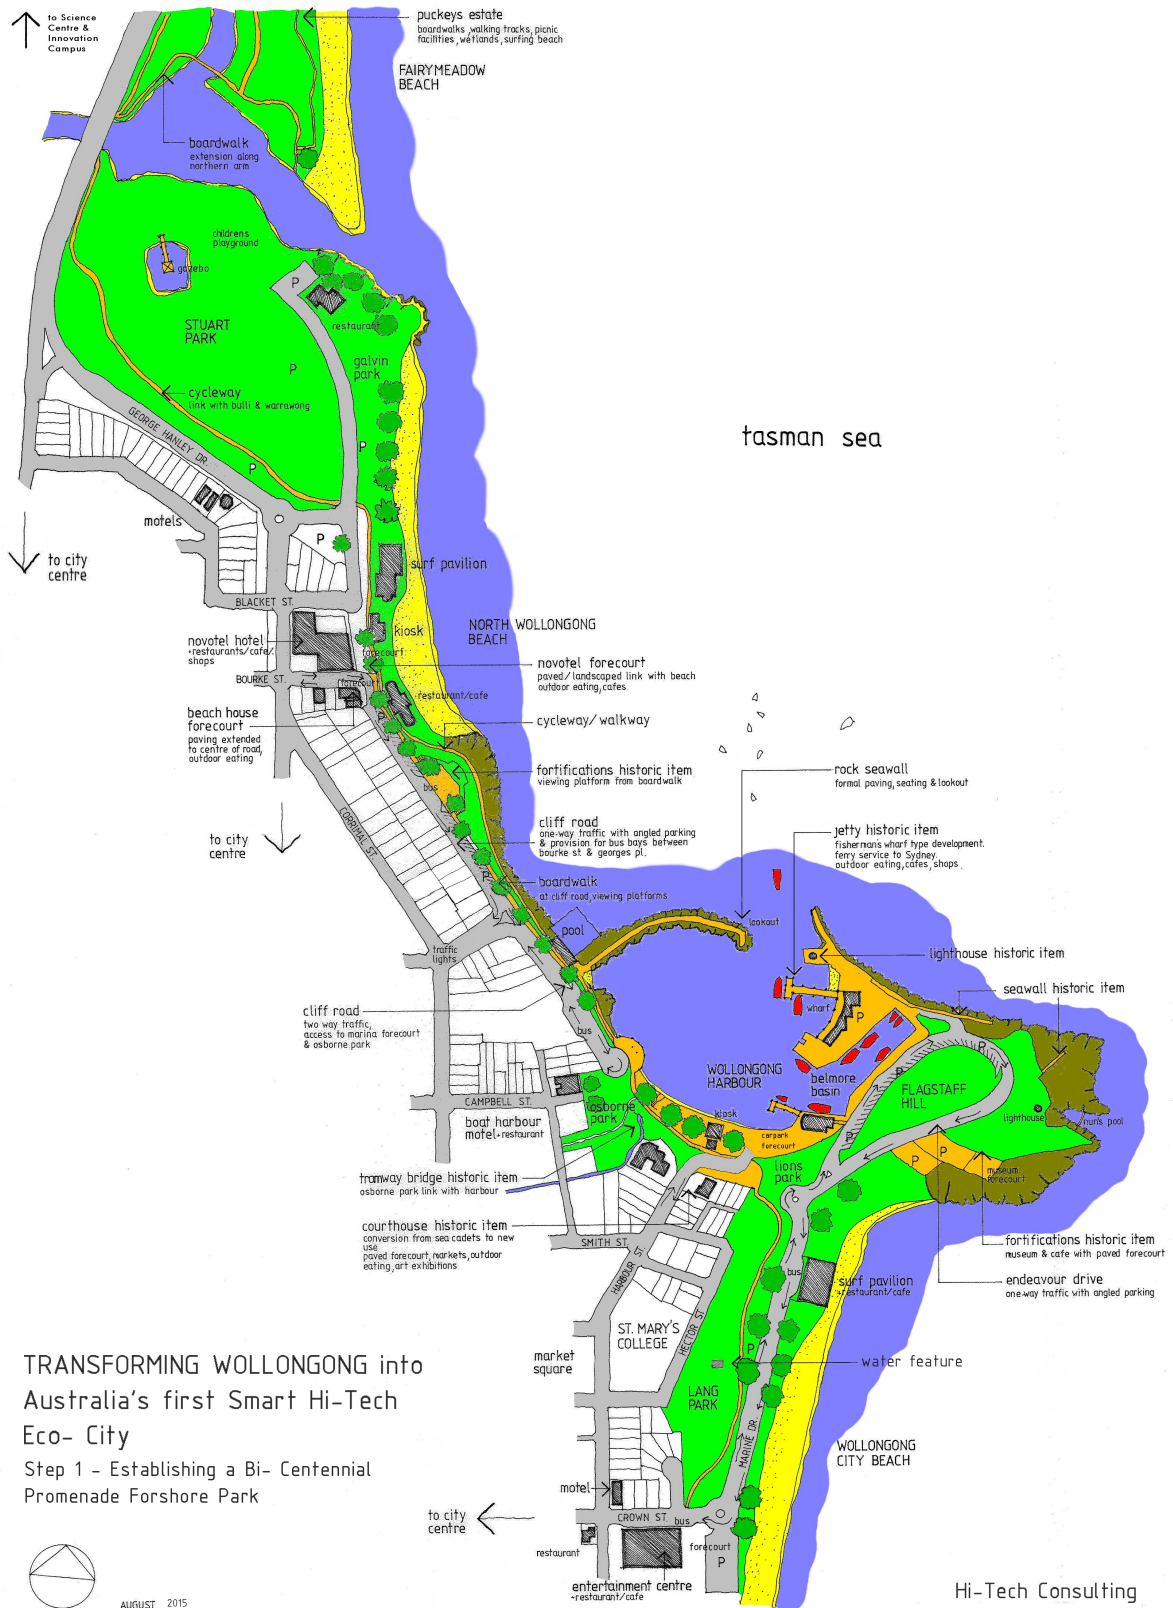 to Science
Centre &
Innovation
Campus
puckeys estate
boardwalks, walking tracks, picnic
facilities, wetlands, surfing beach
FAIRYMEADOW
BEACH
boardwalk
extension along
northern arm
childrens
playground
gazebo
P
STUART
PARK
restaurant
galvin
park
P
cycleway
link with bulli & warrawong
GEORGE HANLEY DR.
P
P
tasman sea
motels
P
to city
centre
surf pavilion
BLACKET ST.
NORTH WOLLONGONG
BEACH
kiosk
novotel hotel
+restaurants/cafe/
shops
forecourt
novotel forecourt
paved/landscaped link with beach
outdoor eating, cafes
BOURKE ST.
forecourt
+restaurant/cafe
beach house
forecourt
paving extended
to centre of road,
outdoor eating
P
cycleway/walkway
fortifications historic item
viewing platform from boardwalk
bus
rock seawall
formal paving, seating & lookout
CORRIMAL ST.
to city
centre
cliff road
one-way traffic with angled parking
& provision for bus bays between
bourke st. & georges pl.
jetty historic item
fisherman's wharf type development.
ferry service to Sydney.
outdoor eating, cafes, shops.
P
boardwalk
at cliff road, viewing platforms
lookout
pool
traffic
lights
lighthouse historic item
seawall historic item
cliff road
two way traffic,
access to marina forecourt
& osborne park
bus
wharf
P
P
WOLLONGONG
HARBOUR
belmore
basin
P
FLAGSTAFF
HILL
CAMPBELL ST.
osborne
park
kiosk
lighthouse
nun's pool
boat harbour
motel+restaurant
carpark
forecourt
P
P
P
lions
park
museum
forecourt
tramway bridge historic item
osborne park link with harbour
courthouse historic item
conversion from sea cadets to new
use
paved forecourt, markets, outdoor
eating, art exhibitions
SMITH ST.
HARBOUR ST.
fortifications historic item
museum & cafe with paved forecourt
bus
surf pavilion
+restaurant/cafe
endeavour drive
one-way traffic with angled parking
ST. MARY'S
COLLEGE
HECTOR ST
P
market
square
water feature
LANG
PARK
MARINE DR.
WOLLONGONG
CITY BEACH
TRANSFORMING WOLLONGONG into
Australia's first Smart Hi-Tech
Eco- City
Step 1 - Establishing a Bi- Centennial
Promenade Forshore Park
motel
to city
centre
CROWN ST.
bus
restaurant
forecourt
P
entertainment centre
+restaurant/cafe
AUGUST 2015
Hi-Tech Consulting